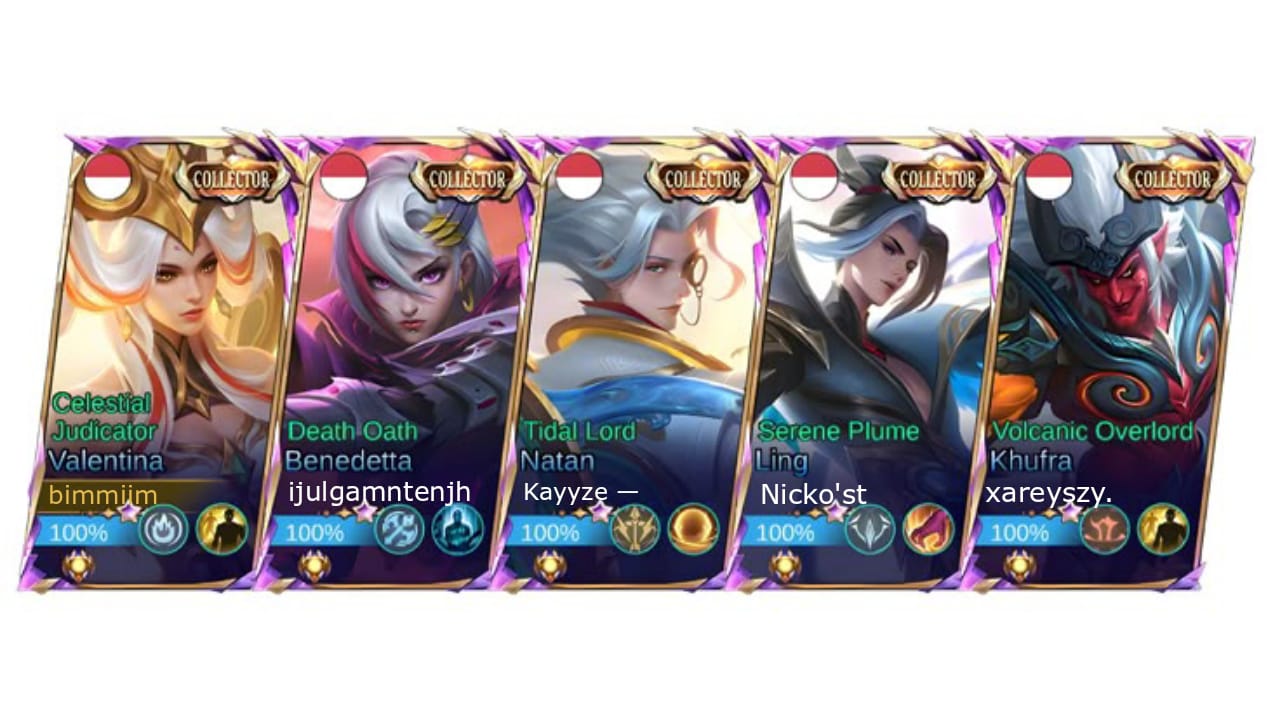 COLLECTOR
Celestial
Judicator
Valentina
bimmiim
100%
COLLECTOR
Death Oath
Benedetta
ijulgamntenjh
100%
COLLECTOR
Tidal Lord
Natan
Kayyze —
100%
COLLECTOR
Serene Plume
Ling
Nicko'st
100%
COLLECTOR
Volcanic Overlord
Khufra
xareyszy.
100%